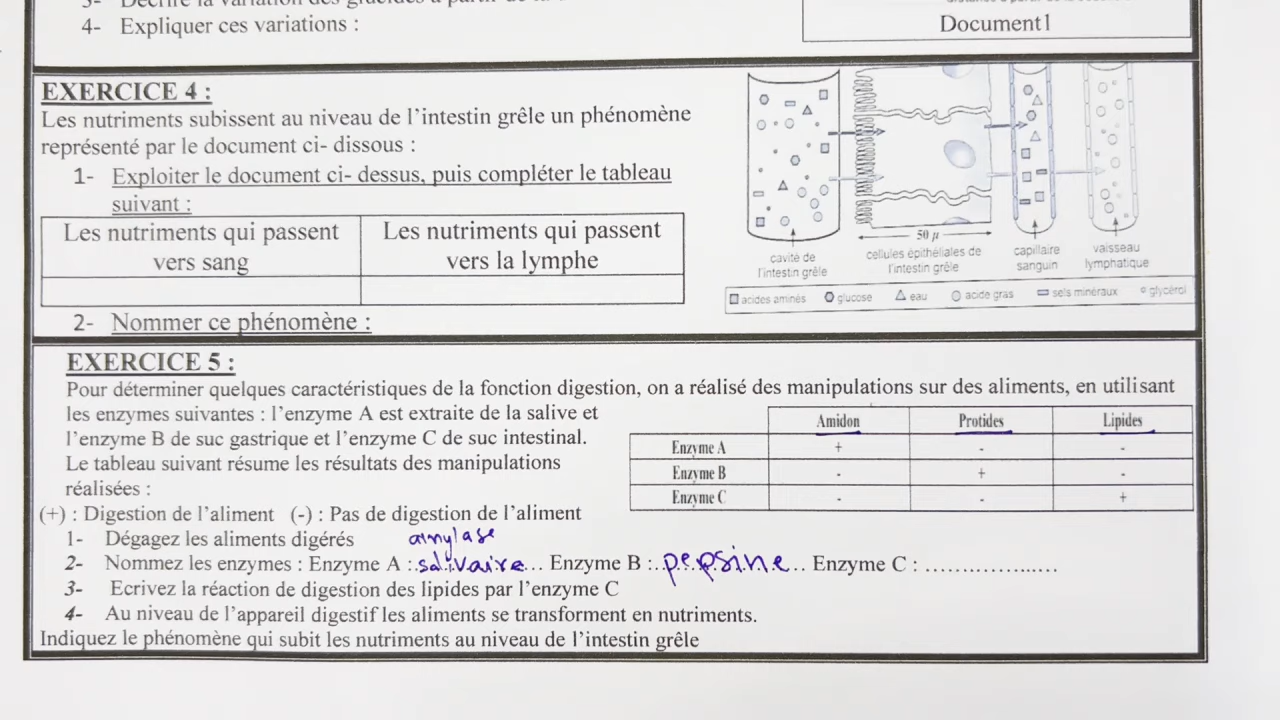 4- Expliquer ces variations :
Document1
EXERCICE 4 :
Les nutriments subissent au niveau de l'intestin grêle un phénomène
représenté par le document ci- dissous :
1- Exploiter le document ci- dessus, puis compléter le tableau
suivant :
Les nutriments qui passent
vers sang
Les nutriments qui passent
vers la lymphe
2- Nommer ce phénomène :
50 µ
cavité de
l'intestin grêle
cellules épithéliales de
l'intestin grêle
capillaire
sanguin
vaisseau
lymphatique
acides aminés glucose eau acide gras sels minéraux glycérol
EXERCICE 5 :
Pour déterminer quelques caractéristiques de la fonction digestion, on a réalisé des manipulations sur des aliments, en utilisant
les enzymes suivantes : l'enzyme A est extraite de la salive et
l'enzyme B de suc gastrique et l'enzyme C de suc intestinal.
Le tableau suivant résume les résultats des manipulations
réalisées :
Amidon Protides Lipides
Enzyme A + - -
Enzyme B - + -
Enzyme C - - +
(+) : Digestion de l'aliment (-) : Pas de digestion de l'aliment
1- Dégagez les aliments digérés
amylase
2- Nommez les enzymes : Enzyme A : salivaire... Enzyme B :..pepsine.. Enzyme C : ....................
3- Ecrivez la réaction de digestion des lipides par l'enzyme C
4- Au niveau de l'appareil digestif les aliments se transforment en nutriments.
Indiquez le phénomène qui subit les nutriments au niveau de l'intestin grêle